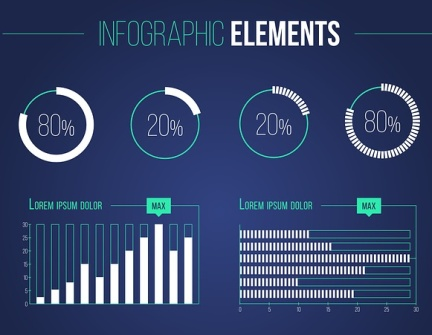 INFOGRAPHIC ELEMENTS
80% 20% 20% 80%
LOREM IPSUM DOLOR MAX
LOREM IPSUM DOLOR MAX
30
25
20
15
10
5
0
0 5 10 15 20 25 30